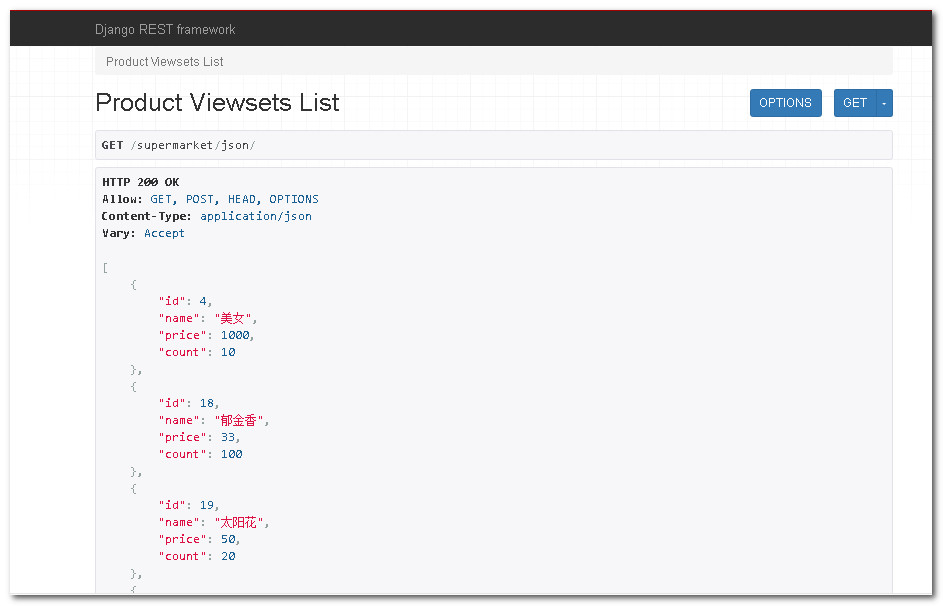 Django REST framework
Product Viewsets List
Product Viewsets List
OPTIONS
GET
GET /supermarket/json/
HTTP 200 OK
Allow: GET, POST, HEAD, OPTIONS
Content-Type: application/json
Vary: Accept
[
    {
        "id": 4,
        "name": "美女",
        "price": 1000,
        "count": 10
    },
    {
        "id": 18,
        "name": "郁金香",
        "price": 33,
        "count": 100
    },
    {
        "id": 19,
        "name": "太阳花",
        "price": 50,
        "count": 20
    },
    {